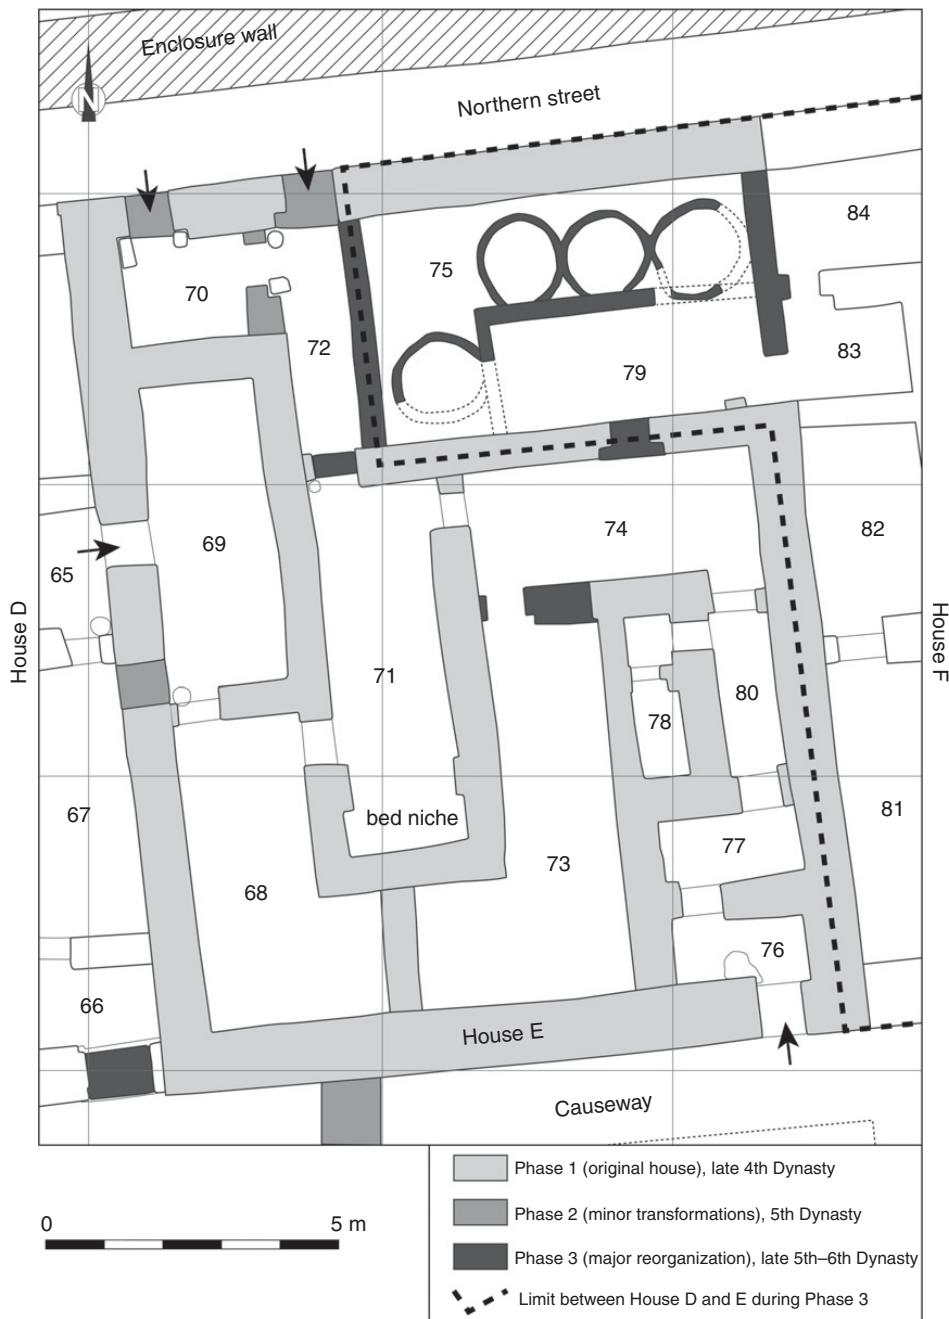 Enclosure wall
N
Northern street
84
75
70
72
83
79
69
74
82
65
House D
House F
71
80
78
67
bed niche
81
77
68
73
76
66
House E
Causeway
Phase 1 (original house), late 4th Dynasty
Phase 2 (minor transformations), 5th Dynasty
0
5 m
Phase 3 (major reorganization), late 5th–6th Dynasty
Limit between House D and E during Phase 3